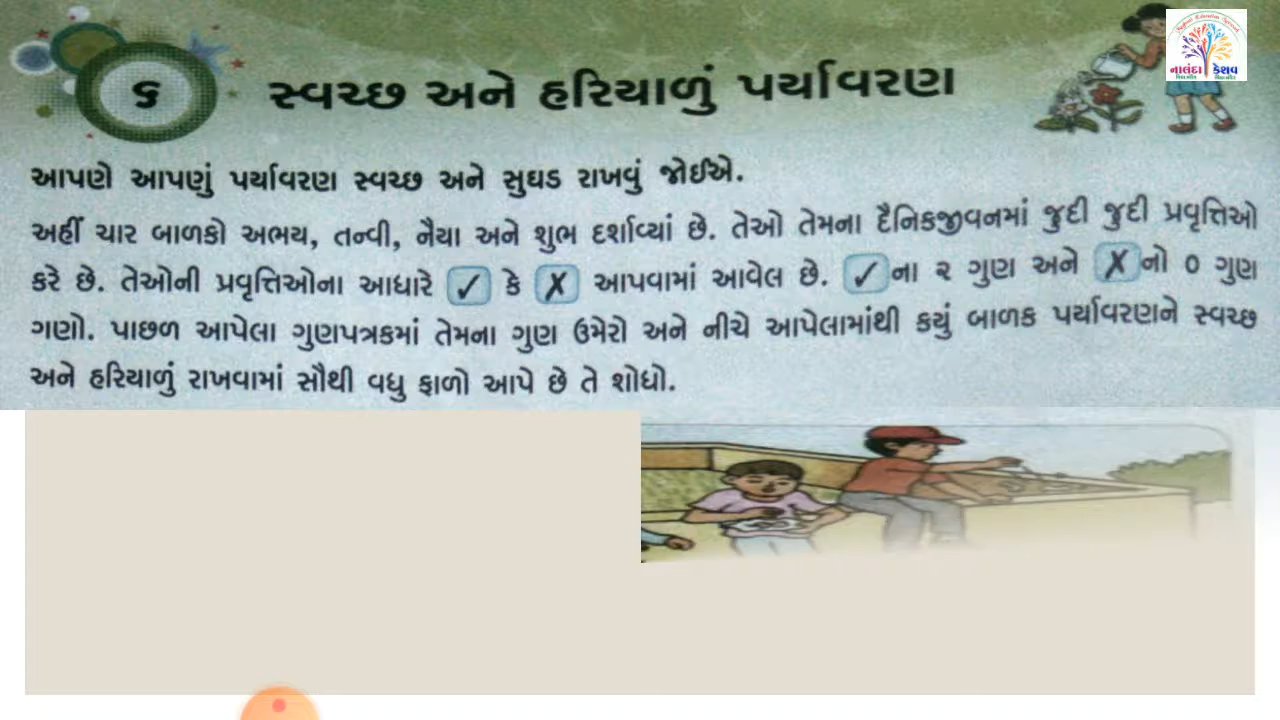 ૬ સ્વચ્છ અને હરિયાળું પર્યાવરણ
નાલંદા કેશવ
આપણે આપણું પર્યાવરણ સ્વચ્છ અને સુઘડ રાખવું જોઈએ.
અહીં ચાર બાળકો અભય, તન્વી, નૈયા અને શુભ દર્શાવ્યાં છે. તેઓ તેમના દૈનિકજીવનમાં જુદી જુદી પ્રવૃત્તિઓ
કરે છે. તેઓની પ્રવૃત્તિઓના આધારે ✓ કે ✗ આપવામાં આવેલ છે. ✓ ના ૨ ગુણ અને ✗ નો ૦ ગુણ
ગણો. પાછળ આપેલા ગુણપત્રકમાં તેમના ગુણ ઉમેરો અને નીચે આપેલામાંથી કયું બાળક પર્યાવરણને સ્વચ્છ
અને હરિયાળું રાખવામાં સૌથી વધુ ફાળો આપે છે તે શોધો.